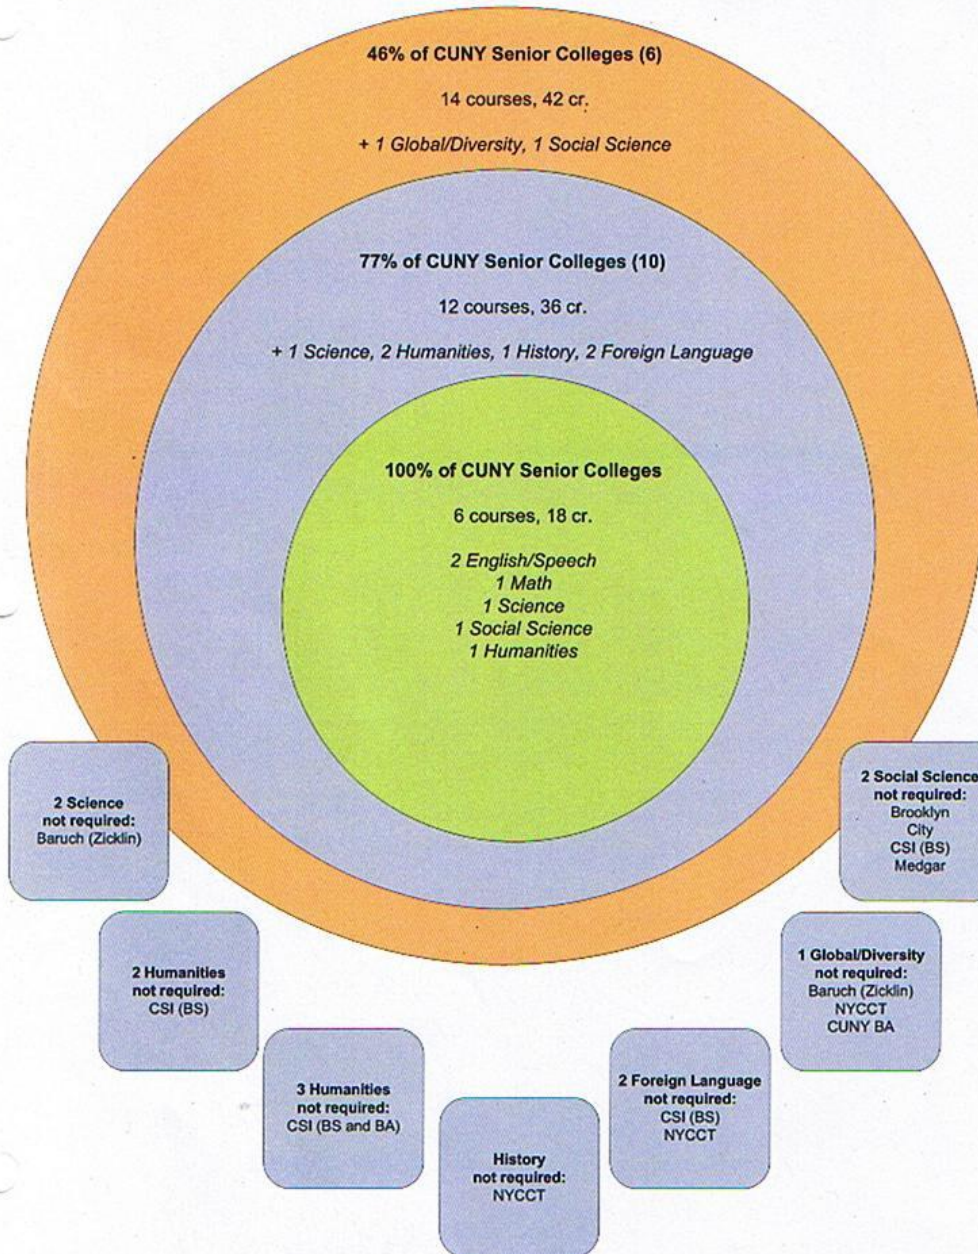 46% of CUNY Senior Colleges (6)
14 courses, 42 cr.
+ 1 Global/Diversity, 1 Social Science
77% of CUNY Senior Colleges (10)
12 courses, 36 cr.
+ 1 Science, 2 Humanities, 1 History, 2 Foreign Language
100% of CUNY Senior Colleges
6 courses, 18 cr.
2 English/Speech
1 Math
1 Science
1 Social Science
1 Humanities
2 Science
not required:
Baruch (Zicklin)
2 Humanities
not required:
CSI (BS)
3 Humanities
not required:
CSI (BS and BA)
History
not required:
NYCCT
2 Foreign Language
not required:
CSI (BS)
NYCCT
1 Global/Diversity
not required:
Baruch (Zicklin)
NYCCT
CUNY BA
2 Social Science
not required:
Brooklyn
City
CSI (BS)
Medgar